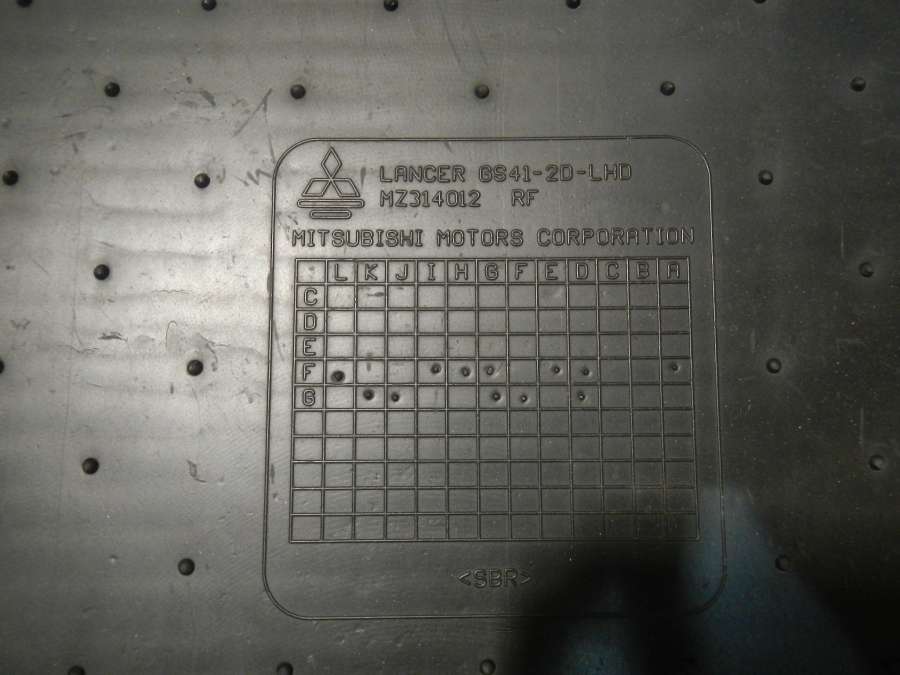 LANCER GS41-2D-LHD
MZ314012 RF
MITSUBISHI MOTORS CORPORATION
L K J I H G F E D C B A
C
D
E
F
G
<SBR>